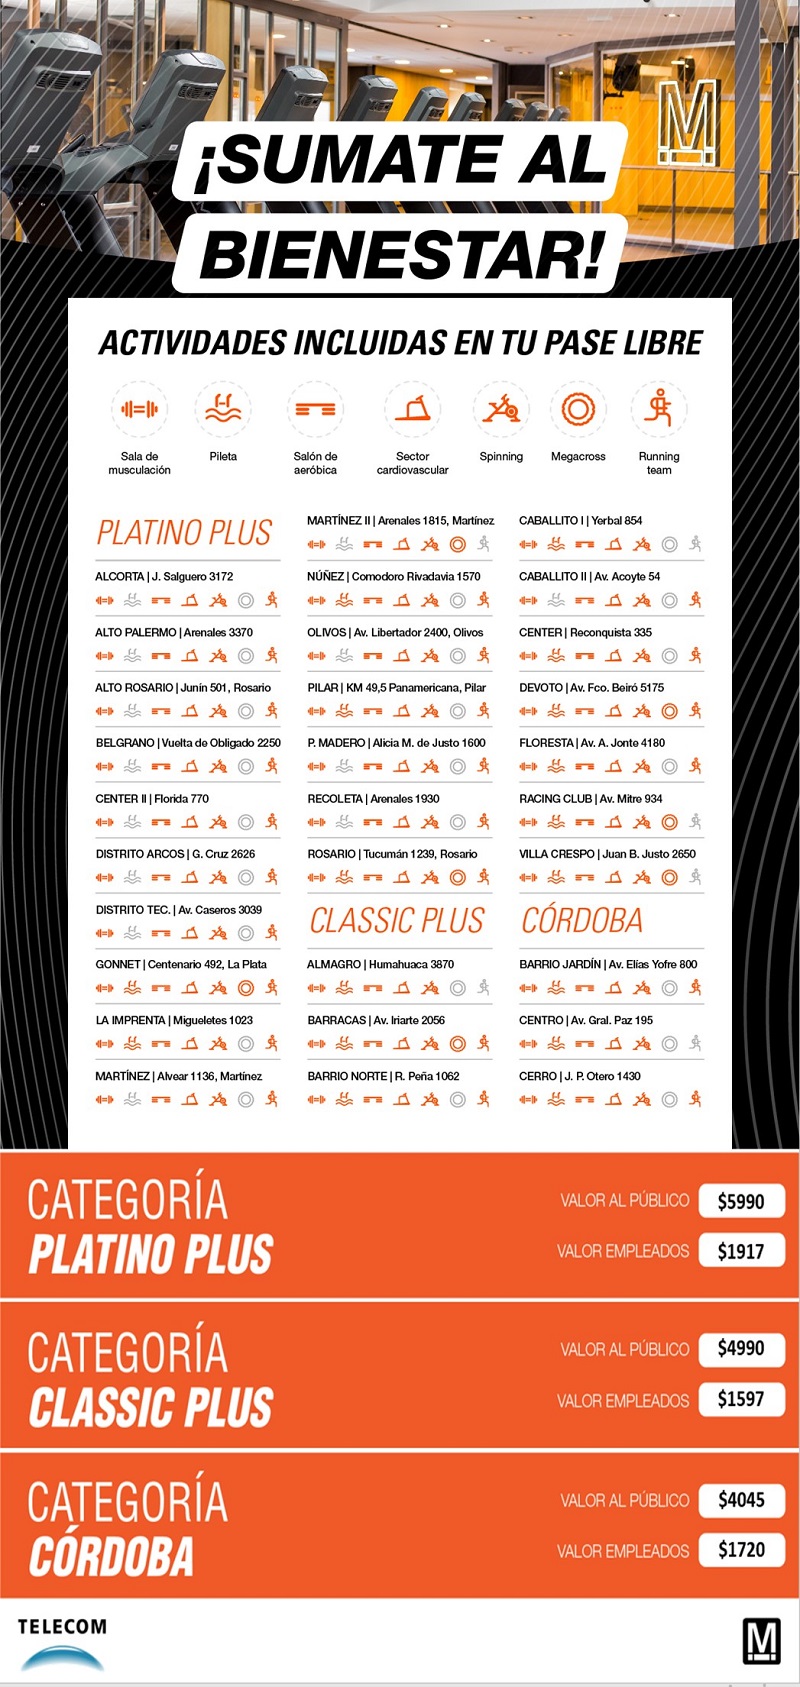 M
¡SUMATE AL
BIENESTAR!
ACTIVIDADES INCLUIDAS EN TU PASE LIBRE
Sala de
musculación
Pileta
Salón de
aeróbica
Sector
cardiovascular
Spinning
Megacross
Running
team
PLATINO PLUS
ALCORTA | J. Salguero 3172
ALTO PALERMO | Arenales 3370
ALTO ROSARIO | Junín 501, Rosario
BELGRANO | Vuelta de Obligado 2250
CENTER II | Florida 770
DISTRITO ARCOS | G. Cruz 2626
DISTRITO TEC. | Av. Caseros 3039
GONNET | Centenario 492, La Plata
LA IMPRENTA | Migueletes 1023
MARTÍNEZ | Alvear 1136, Martínez
MARTÍNEZ II | Arenales 1815, Martínez
NÚÑEZ | Comodoro Rivadavia 1570
OLIVOS | Av. Libertador 2400, Olivos
PILAR | KM 49,5 Panamericana, Pilar
P. MADERO | Alicia M. de Justo 1600
RECOLETA | Arenales 1930
ROSARIO | Tucumán 1239, Rosario
CLASSIC PLUS
ALMAGRO | Humahuaca 3870
BARRACAS | Av. Iriarte 2056
BARRIO NORTE | R. Peña 1062
CABALLITO I | Yerbal 854
CABALLITO II | Av. Acoyte 54
CENTER | Reconquista 335
DEVOTO | Av. Fco. Beiró 5175
FLORESTA | Av. A. Jonte 4180
RACING CLUB | Av. Mitre 934
VILLA CRESPO | Juan B. Justo 2650
CÓRDOBA
BARRIO JARDÍN | Av. Elías Yofre 800
CENTRO | Av. Gral. Paz 195
CERRO | J. P. Otero 1430
CATEGORÍA
PLATINO PLUS
VALOR AL PÚBLICO $5990
VALOR EMPLEADOS $1917
CATEGORÍA
CLASSIC PLUS
VALOR AL PÚBLICO $4990
VALOR EMPLEADOS $1597
CATEGORÍA
CÓRDOBA
VALOR AL PÚBLICO $4045
VALOR EMPLEADOS $1720
TELECOM
M